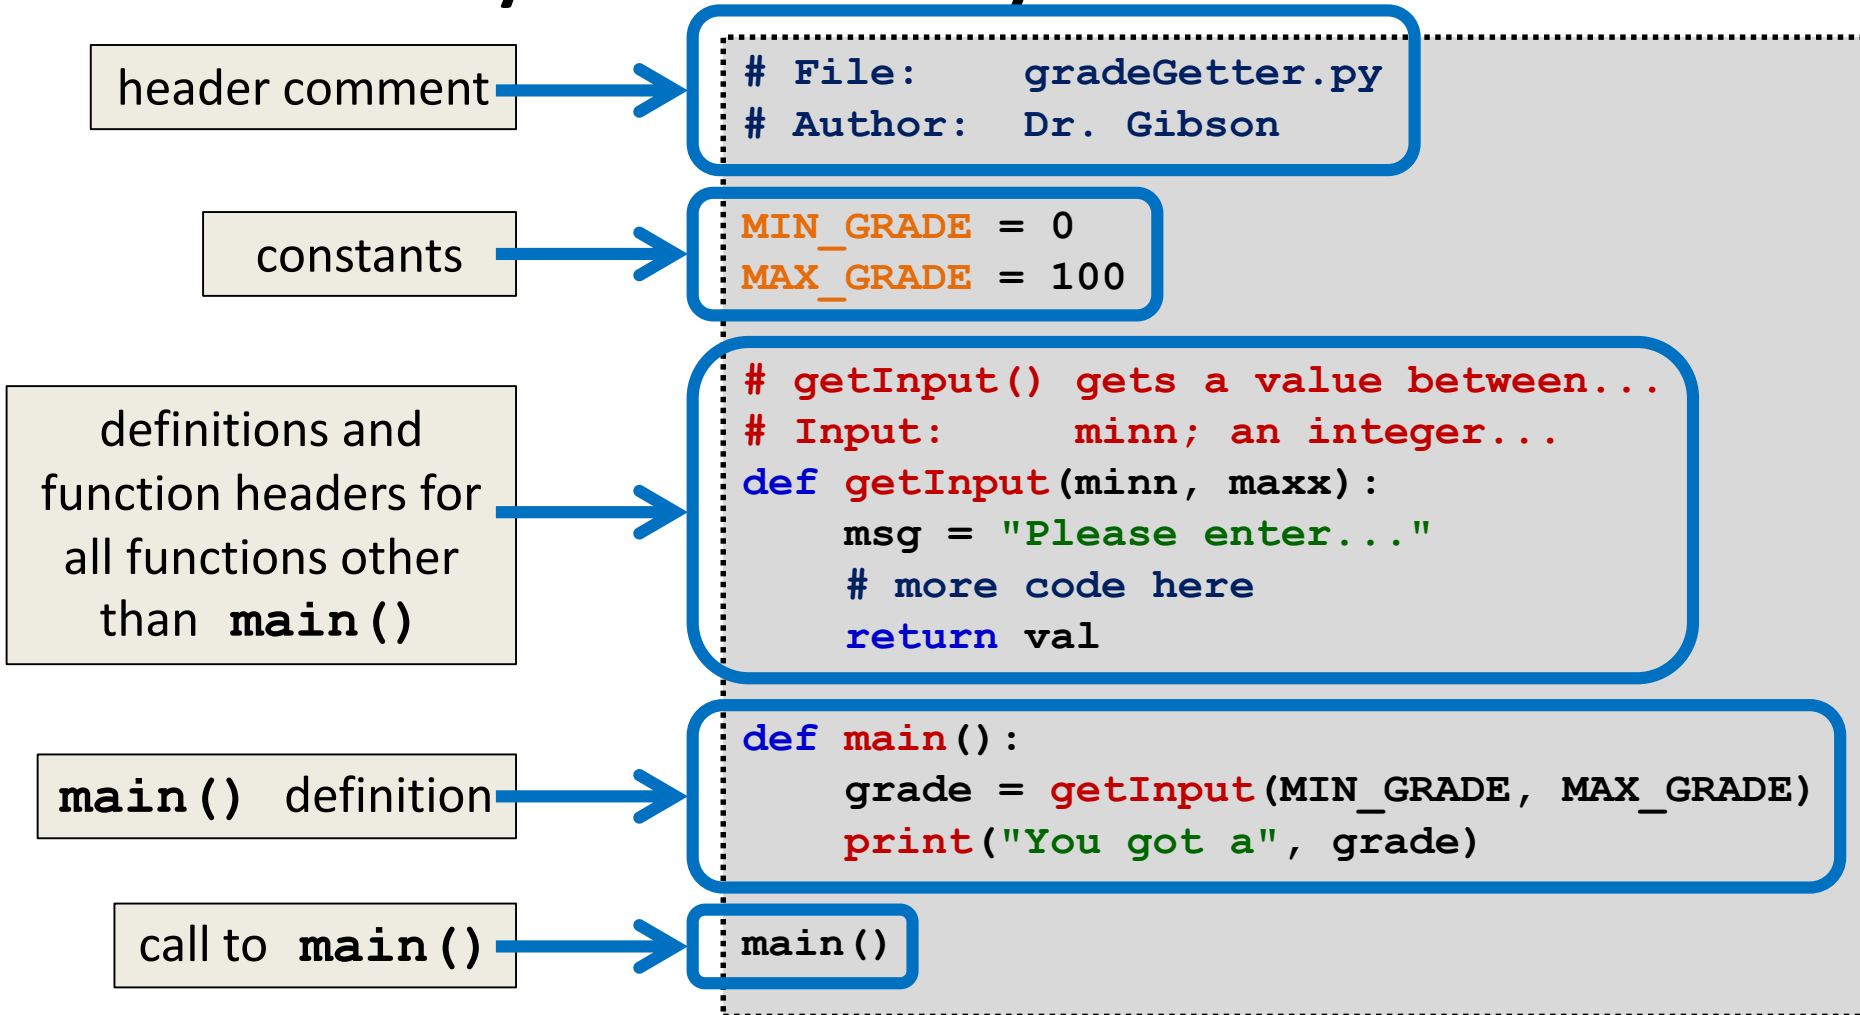 header comment
# File:    gradeGetter.py
# Author:  Dr. Gibson
constants
MIN_GRADE = 0
MAX_GRADE = 100
definitions and
function headers for
all functions other
than main()
# getInput() gets a value between...
# Input:     minn; an integer...
def getInput(minn, maxx):
    msg = "Please enter..."
    # more code here
    return val
main() definition
def main():
    grade = getInput(MIN_GRADE, MAX_GRADE)
    print("You got a", grade)
call to main()
main()